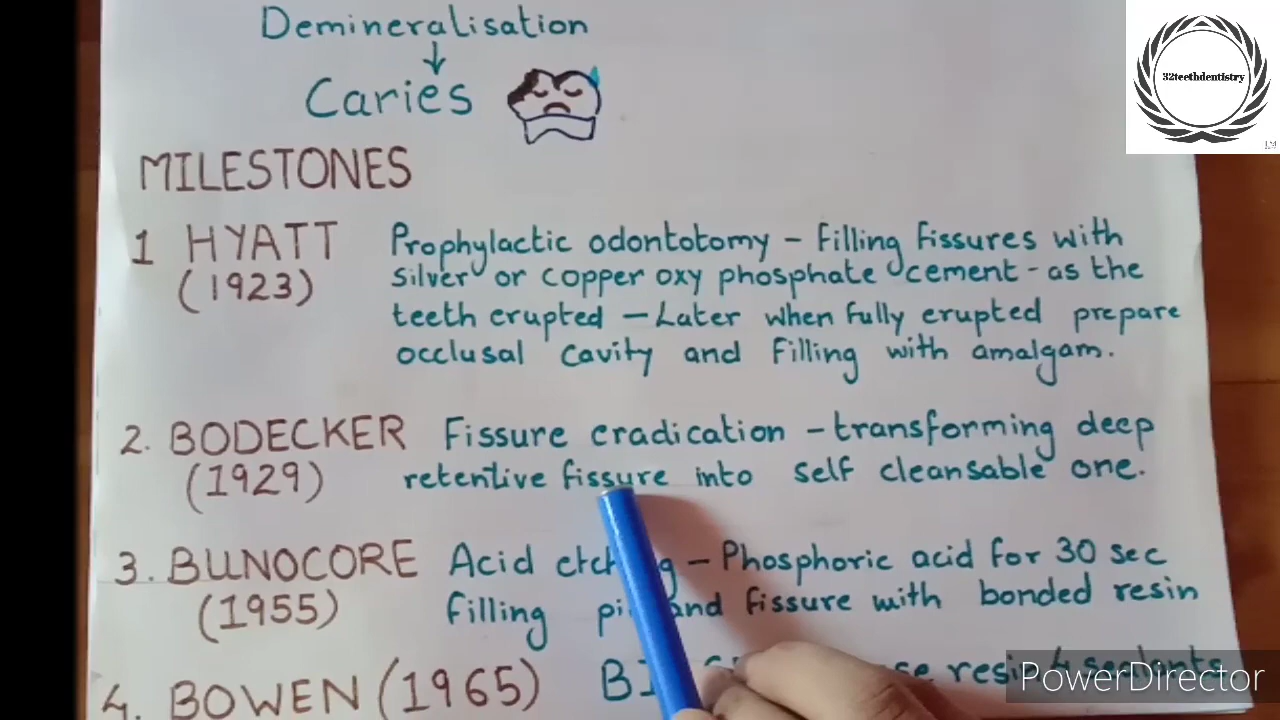 Demineralisation
↓
Caries
32teethdentistry
MILESTONES
1 HYATT (1923) Prophylactic odontotomy - Filling fissures with
silver or copper oxy phosphate cement - as the
teeth erupted - Later when fully erupted prepare
occlusal cavity and filling with amalgam.
2. BODECKER (1929) Fissure eradication - transforming deep
retentive fissure into self cleansable one.
3. BUNOCORE (1955) Acid - Phosphoric acid for 30 sec
filling and fissure with bonded resin
4. BOWEN (1965) resin sealants
PowerDirector